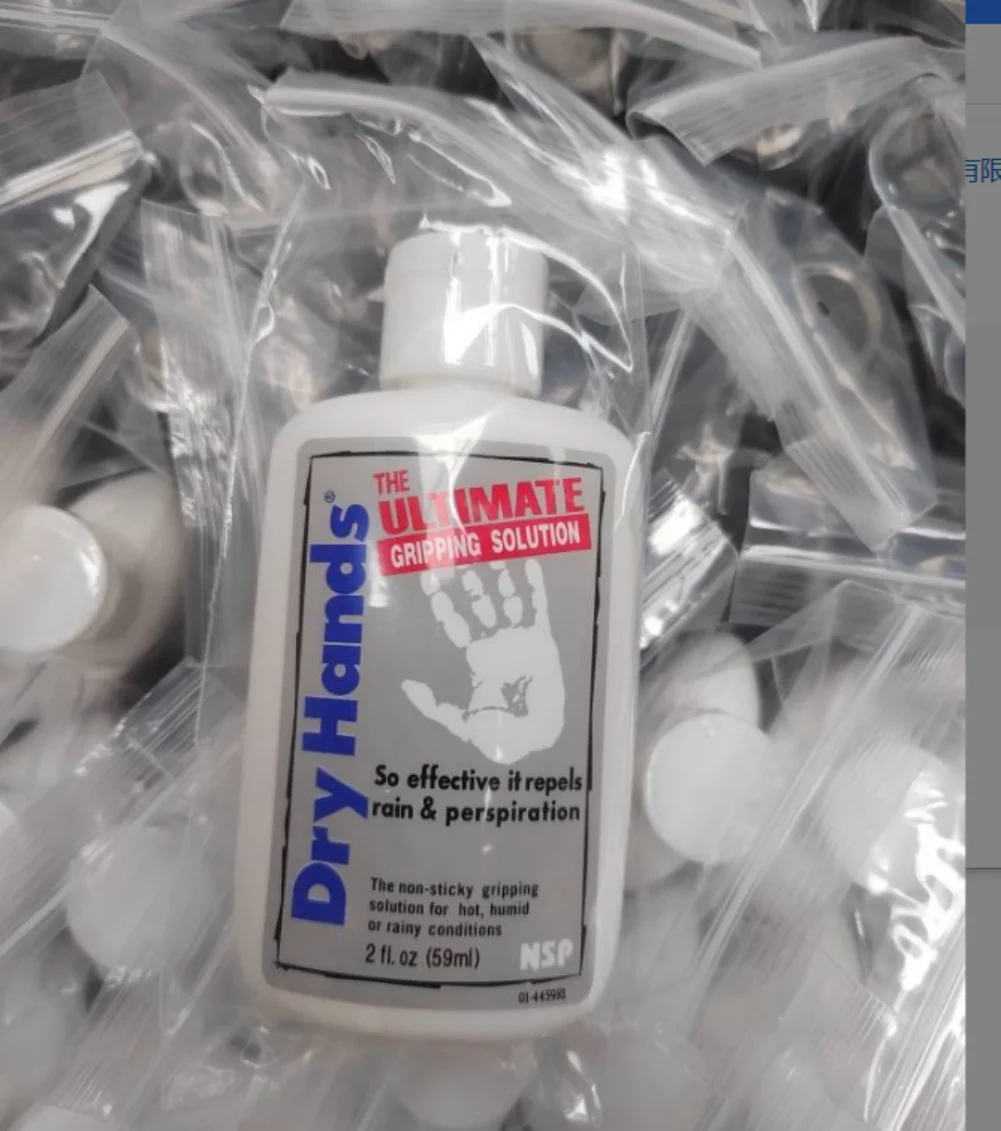 有限
THE
ULTIMATE
GRIPPING SOLUTION
Dry Hands®
So effective it repels
rain & perspiration
The non-sticky gripping
solution for hot, humid
or rainy conditions
2 fl. oz (59ml)
NSP